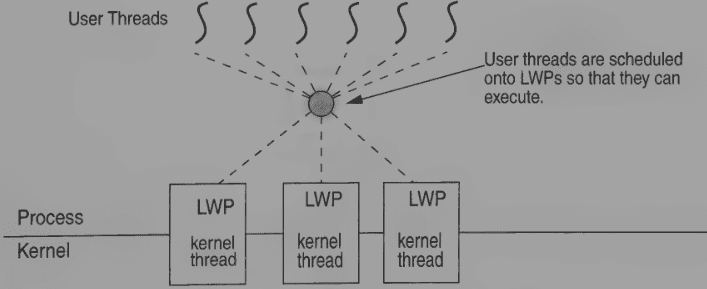 User Threads
User threads are scheduled
onto LWPs so that they can
execute.
LWP
LWP
LWP
Process
Kernel
kernel
thread
kernel
thread
kernel
thread